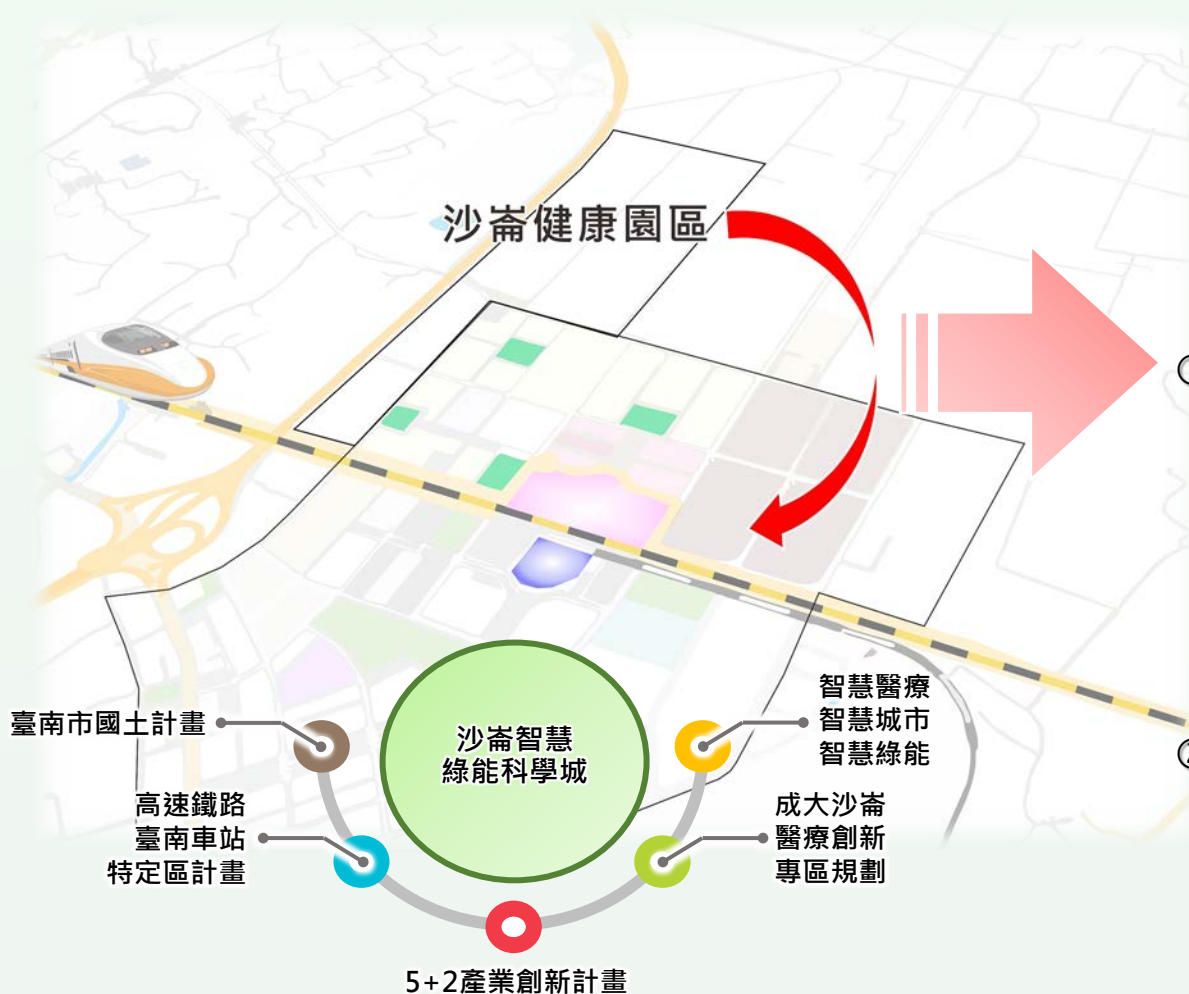 沙崙健康園區
沙崙智慧
綠能科學城
臺南市國土計畫
高速鐵路
臺南車站
特定區計畫
5+2產業創新計畫
成大沙崙
醫療創新
專區規劃
智慧醫療
智慧城市
智慧綠能